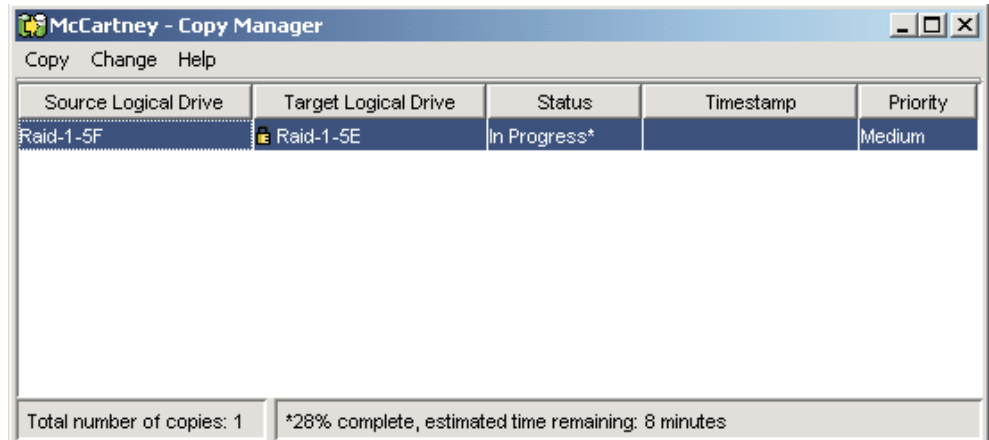 McCartney - Copy Manager
Copy Change Help
Source Logical Drive Target Logical Drive Status Timestamp Priority
Raid-1-5F Raid-1-5E In Progress* Medium
Total number of copies: 1 *28% complete, estimated time remaining: 8 minutes